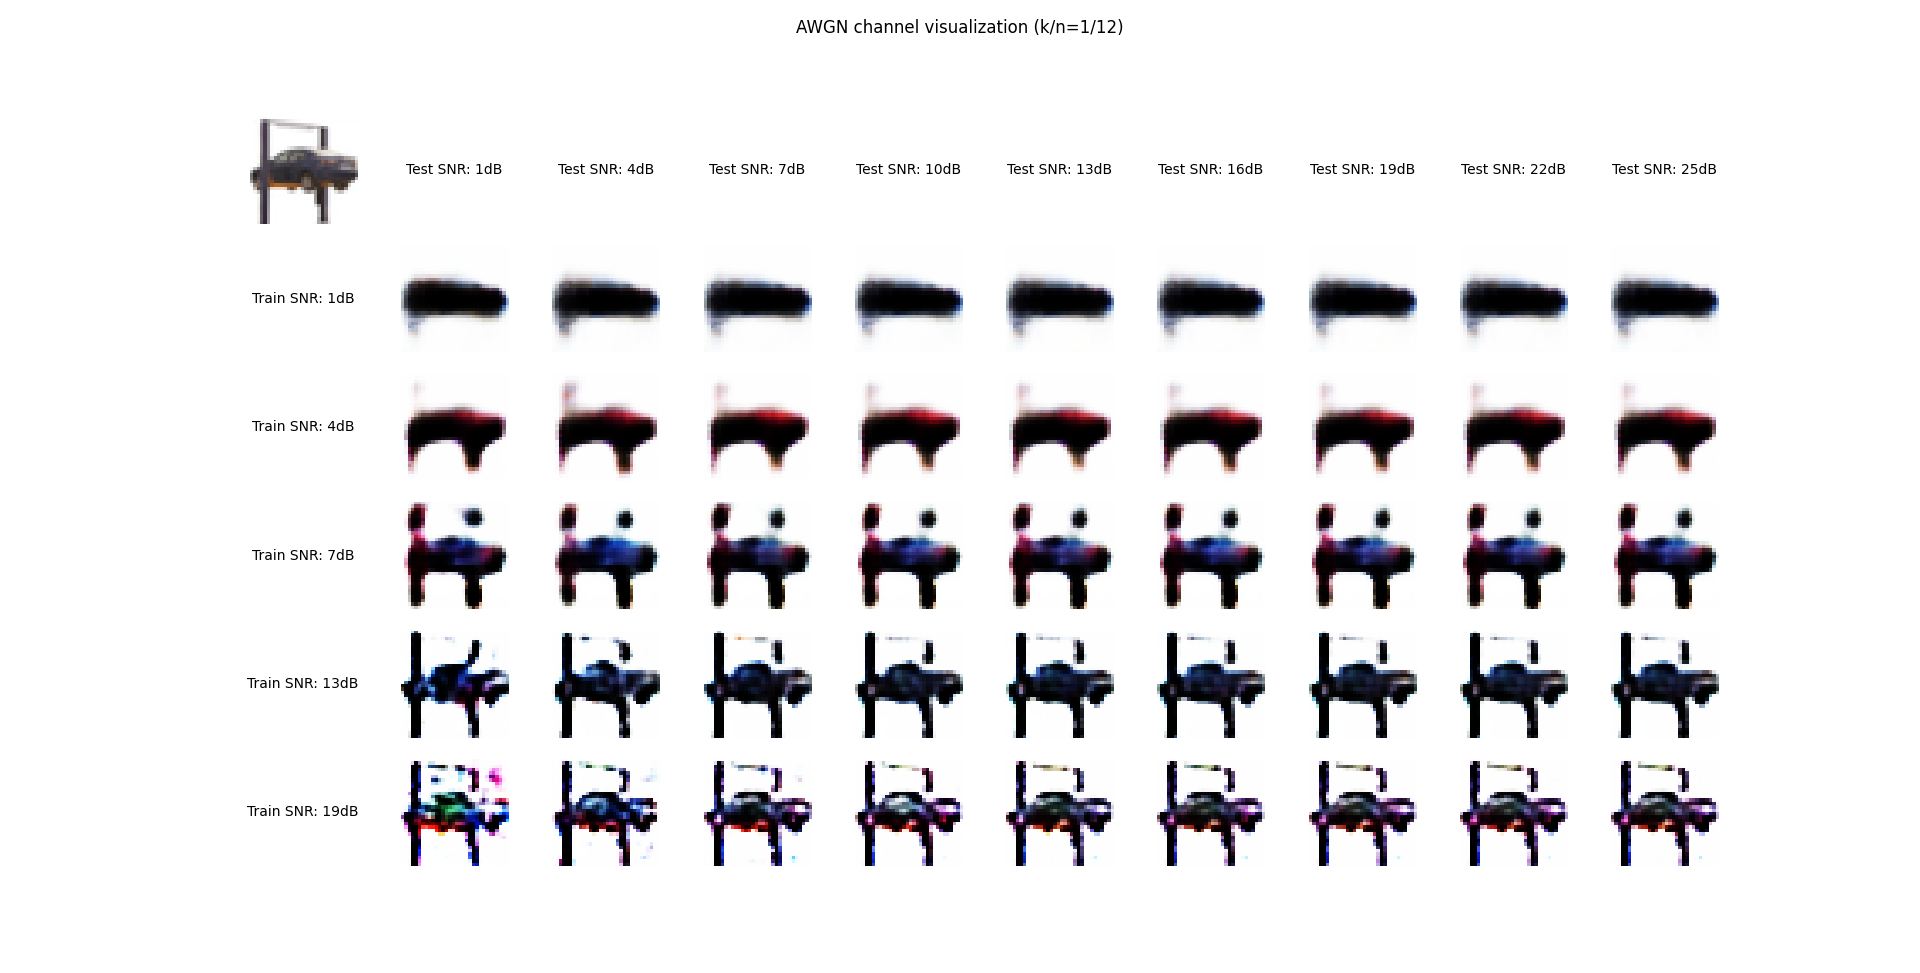 AWGN channel visualization (k/n=1/12)
Test SNR: 1dB Test SNR: 4dB Test SNR: 7dB Test SNR: 10dB Test SNR: 13dB Test SNR: 16dB Test SNR: 19dB Test SNR: 22dB Test SNR: 25dB
Train SNR: 1dB
Train SNR: 4dB
Train SNR: 7dB
Train SNR: 13dB
Train SNR: 19dB